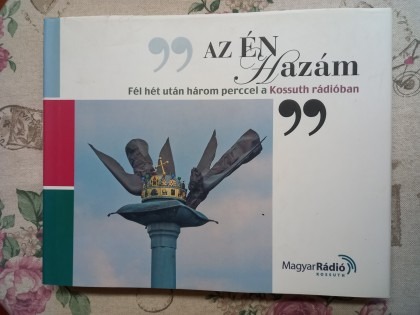 „ AZ ÉN
Hazám
Fél hét után három perccel a Kossuth rádióban
”
MagyarRádió
KOSSUTH